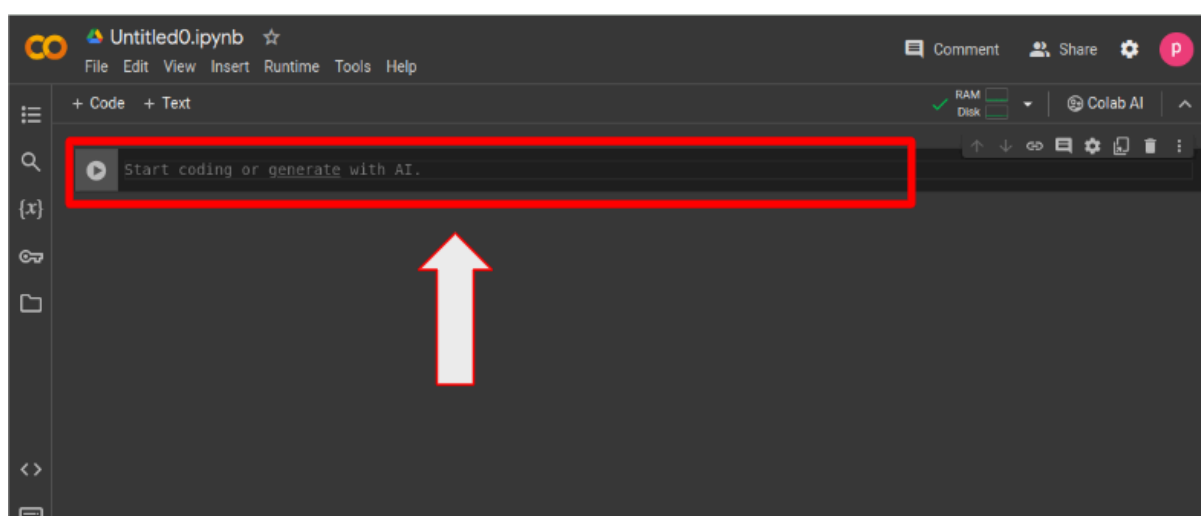 CO Untitled0.ipynb
File Edit View Insert Runtime Tools Help
Comment Share P
+ Code + Text
RAM
Disk
Colab AI
Start coding or generate with AI.
{x}
<>